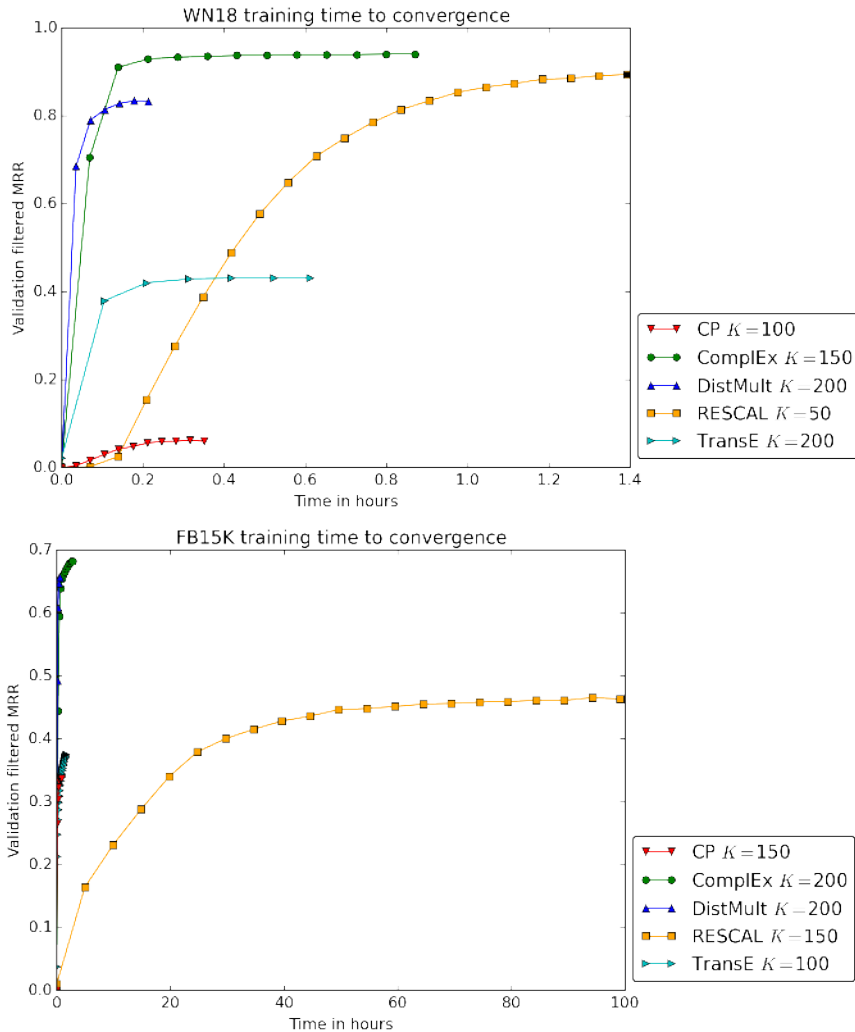 WN18 training time to convergence
Validation filtered MRR
1.0
0.8
0.6
0.4
0.2
0.0
0.0 0.2 0.4 0.6 0.8 1.0 1.2 1.4
Time in hours
CP K=100
ComplEx K=150
DistMult K=200
RESCAL K=50
TransE K=200
FB15K training time to convergence
Validation filtered MRR
0.7
0.6
0.5
0.4
0.3
0.2
0.1
0.0
0 20 40 60 80 100
Time in hours
CP K=150
ComplEx K=200
DistMult K=200
RESCAL K=150
TransE K=100